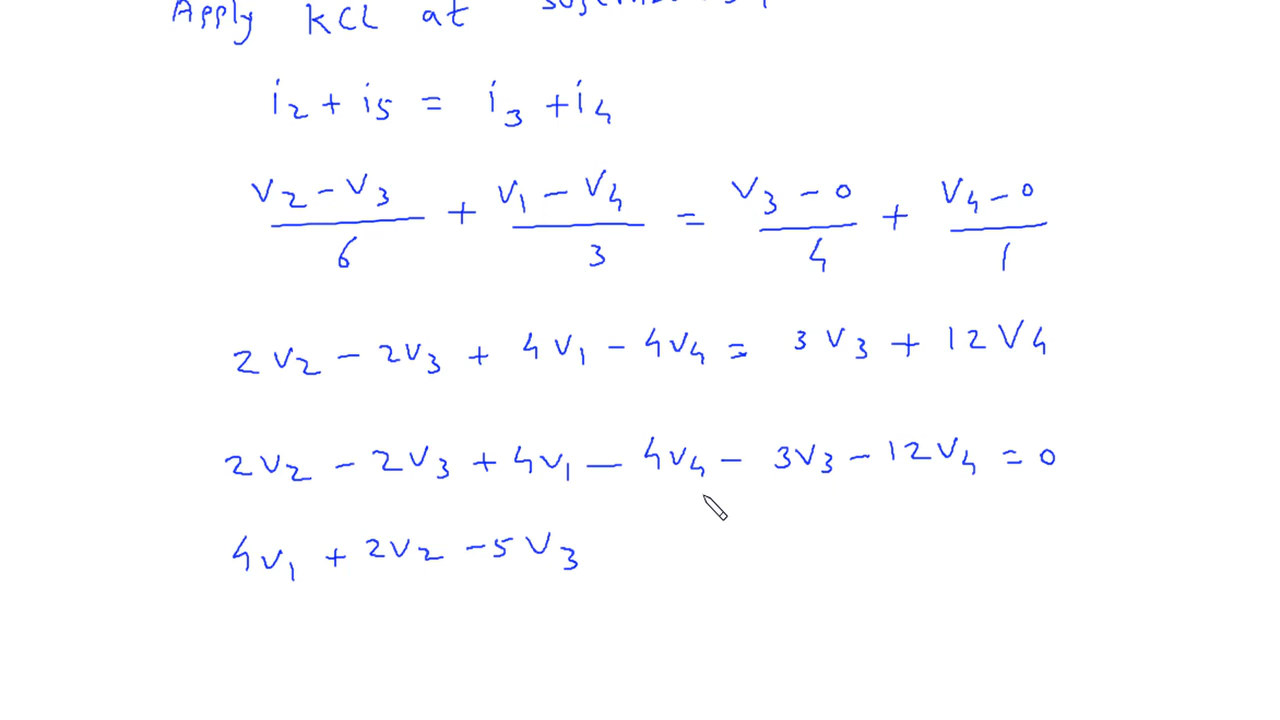 Apply KCL at
i2 + i5 = i3 + i4
(V2 - V3)/6 + (V1 - V4)/3 = (V3 - 0)/4 + (V4 - 0)/1
2V2 - 2V3 + 4V1 - 4V4 = 3V3 + 12V4
2V2 - 2V3 + 4V1 - 4V4 - 3V3 - 12V4 = 0
4V1 + 2V2 - 5V3